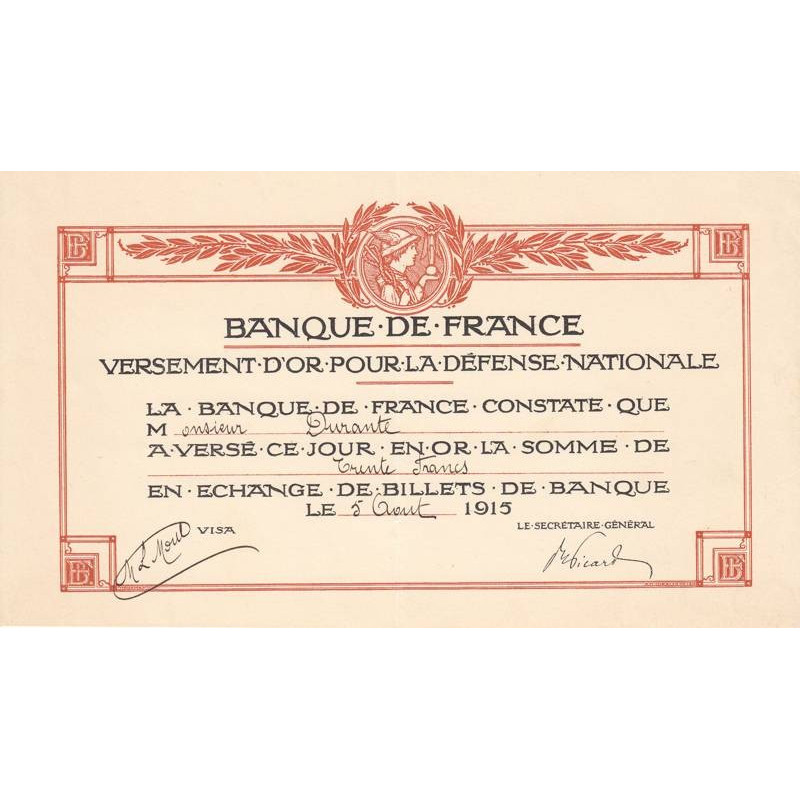 BANQUE·DE·FRANCE
VERSEMENT·D'OR·POUR·LA·DÉFENSE·NATIONALE
LA·BANQUE·DE·FRANCE·CONSTATE·QUE
Monsieur Durante
A·VERSÉ·CE·JOUR·EN·OR·LA·SOMME·DE
Trente Francs
EN·ECHANGE·DE·BILLETS·DE·BANQUE
LE 5 Aout 1915
VISA
LE·SECRÉTAIRE·GÉNÉRAL
Picard